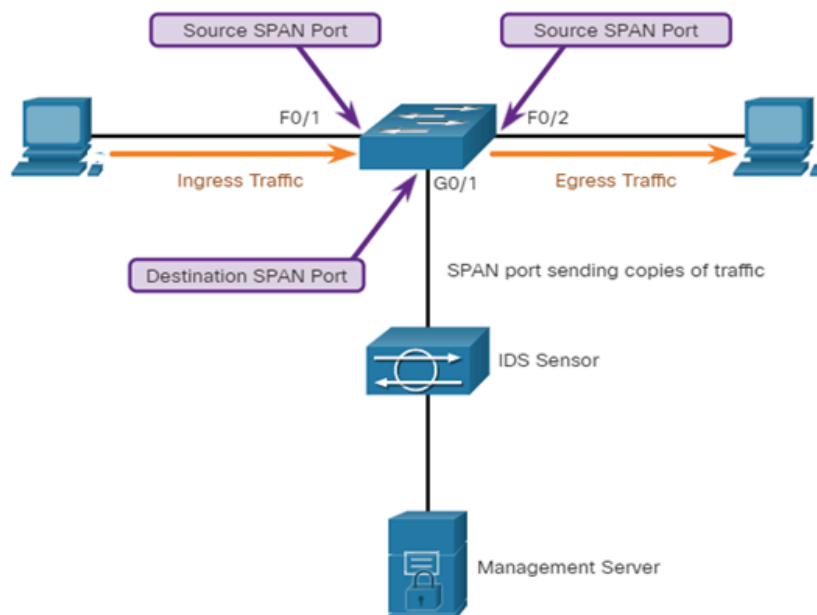 Source SPAN Port
Source SPAN Port
F0/1
F0/2
Ingress Traffic
G0/1
Egress Traffic
Destination SPAN Port
SPAN port sending copies of traffic
IDS Sensor
Management Server